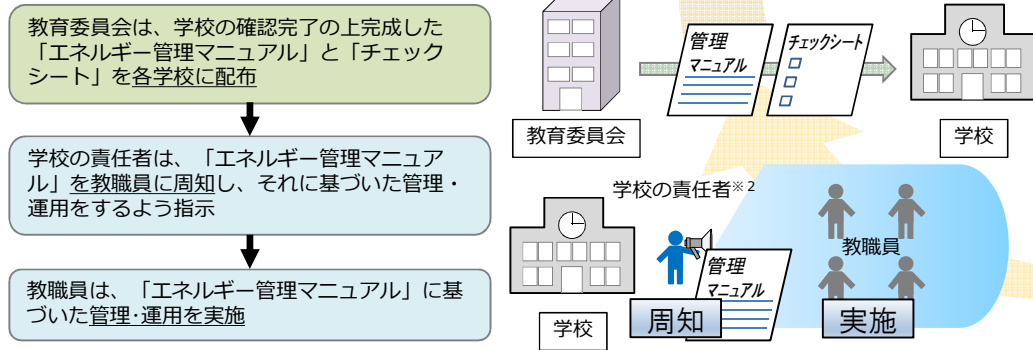 教育委員会は、学校の確認完了の上完成した
「エネルギー管理マニュアル」と「チェック
シート」を各学校に配布
学校の責任者は、「エネルギー管理マニュア
ル」を教職員に周知し、それに基づいた管理・
運用をするよう指示
教職員は、「エネルギー管理マニュアル」に基
づいた管理･運用を実施
管理
マニュアル
チェックシート
教育委員会
学校
学校の責任者※2
教職員
管理
マニュアル
周知
実施
学校